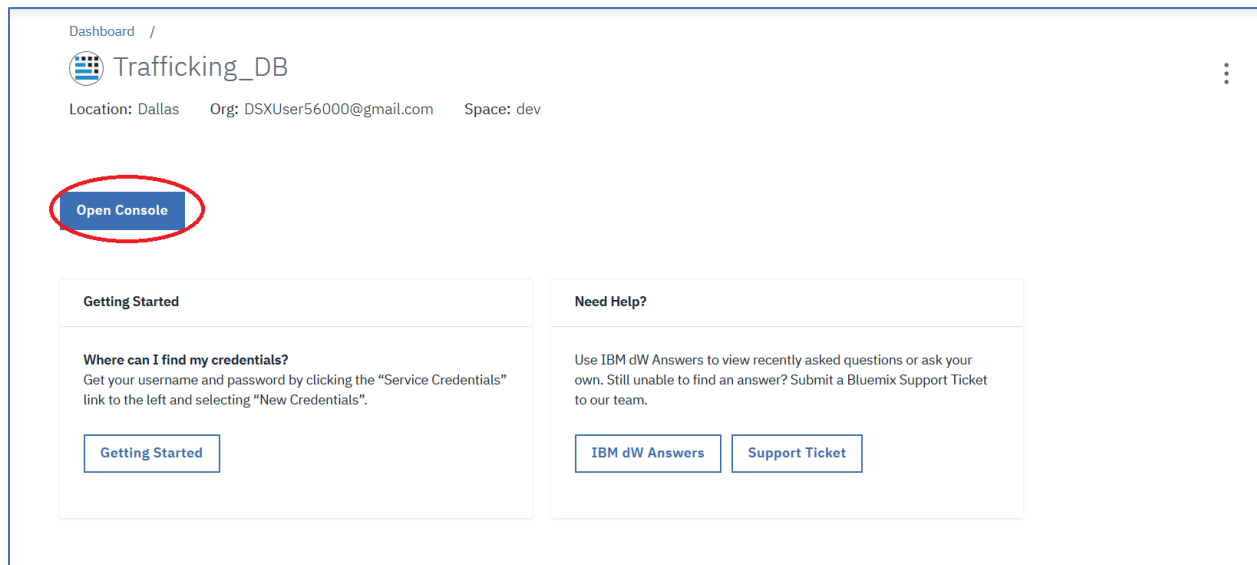 Dashboard /
Trafficking_DB
Location: Dallas Org: DSXUser56000@gmail.com Space: dev
Open Console
Getting Started
Where can I find my credentials?
Get your username and password by clicking the “Service Credentials”
link to the left and selecting “New Credentials”.
Getting Started
Need Help?
Use IBM dW Answers to view recently asked questions or ask your
own. Still unable to find an answer? Submit a Bluemix Support Ticket
to our team.
IBM dW Answers Support Ticket